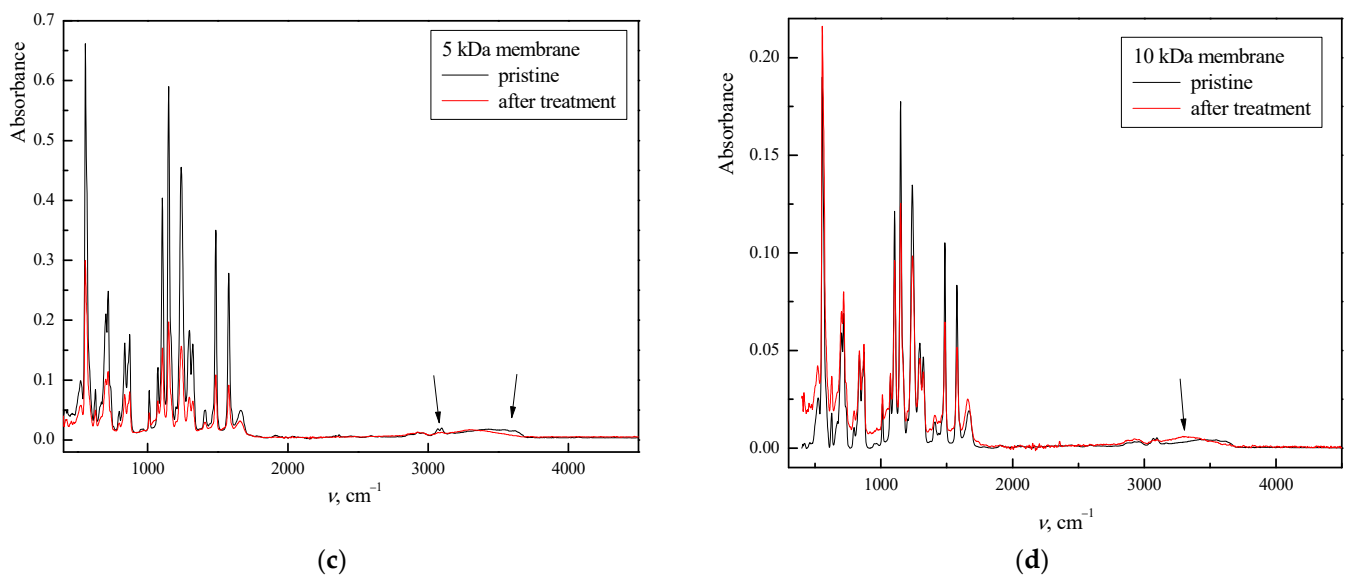 0.7
0.6
0.5
0.4
0.3
0.2
0.1
0.0
Absorbance
5 kDa membrane
pristine
after treatment
1000 2000 3000 4000
ν, cm⁻¹
(c)
0.20
0.15
0.10
0.05
0.00
Absorbance
10 kDa membrane
pristine
after treatment
1000 2000 3000 4000
ν, cm⁻¹
(d)